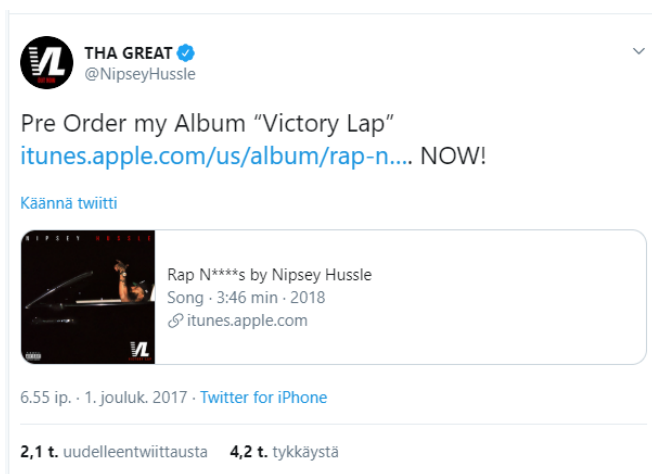 THA GREAT
@NipseyHussle
Pre Order my Album “Victory Lap”
itunes.apple.com/us/album/rap-n.... NOW!
Käännä twiitti
NIPSEY HUSSLE
Rap N****s by Nipsey Hussle
Song · 3:46 min · 2018
itunes.apple.com
6.55 ip. · 1. jouluk. 2017 · Twitter for iPhone
2,1 t. uudelleentwiittausta 4,2 t. tykkäystä